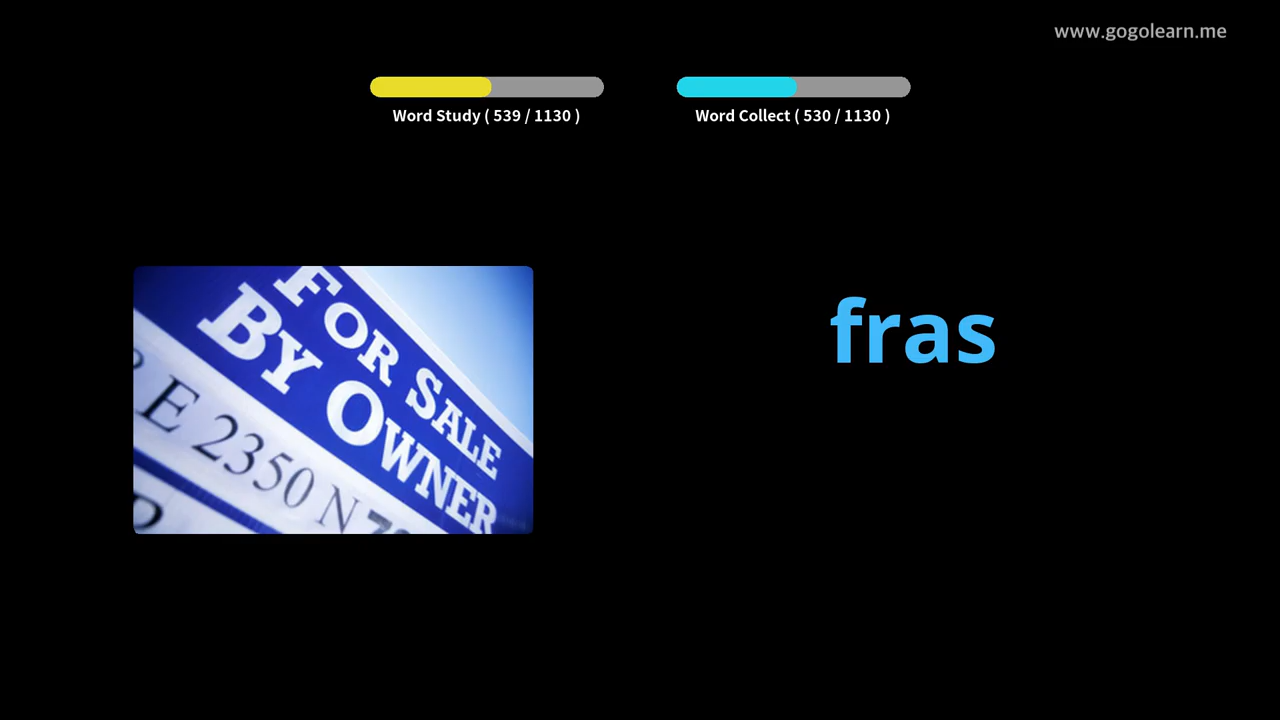 www.gogolearn.me
Word Study ( 539 / 1130 )
Word Collect ( 530 / 1130 )
FOR SALE
BY OWNER
E 2350 N
fras